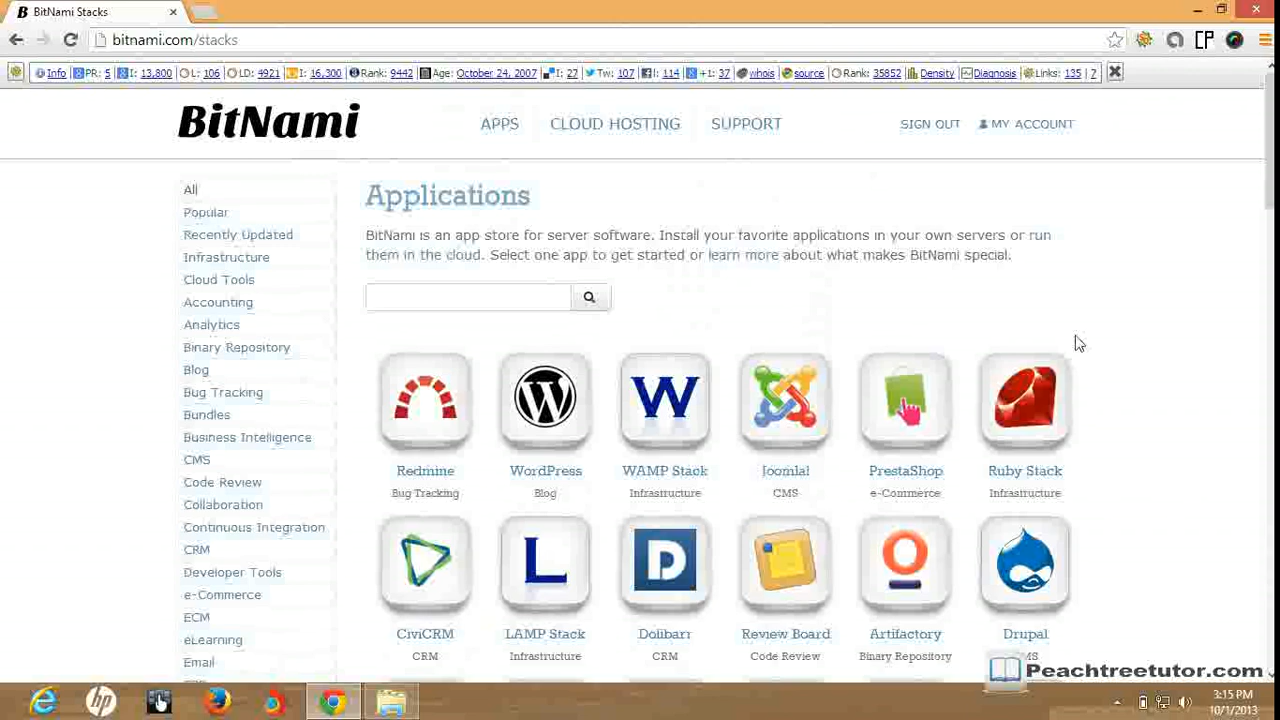 BitNami Stacks
bitnami.com/stacks
Info PR: 5 I: 13,800 L: 106 LD: 4921 I: 16,300 Rank: 9442 Age: October 24, 2007 I: 27 Tw: 107 l: 114 +1: 37 whois source Rank: 35852 Density Diagnosis Links: 135 | ?
BitNami
APPS CLOUD HOSTING SUPPORT SIGN OUT MY ACCOUNT
All
Popular
Recently Updated
Infrastructure
Cloud Tools
Accounting
Analytics
Binary Repository
Blog
Bug Tracking
Bundles
Business Intelligence
CMS
Code Review
Collaboration
Continuous Integration
CRM
Developer Tools
e-Commerce
ECM
eLearning
Email
Applications
BitNami is an app store for server software. Install your favorite applications in your own servers or run
them in the cloud. Select one app to get started or learn more about what makes BitNami special.
Redmine WordPress WAMP Stack Joomla! PrestaShop Ruby Stack
Bug Tracking Blog Infrastructure CMS e-Commerce Infrastructure
CiviCRM LAMP Stack Dolibarr Review Board Artifactory Drupal
CRM Infrastructure CRM Code Review Binary Repository
Peachtreetutor.com
3:15 PM
10/1/2013